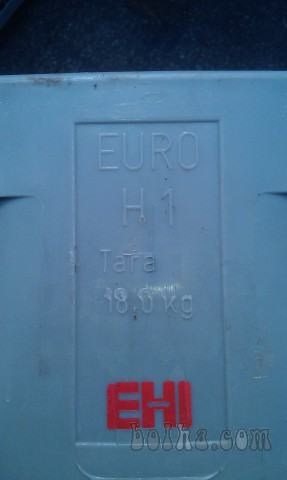 EURO
H 1
Tara
18,0 kg
EHI
bolha.com